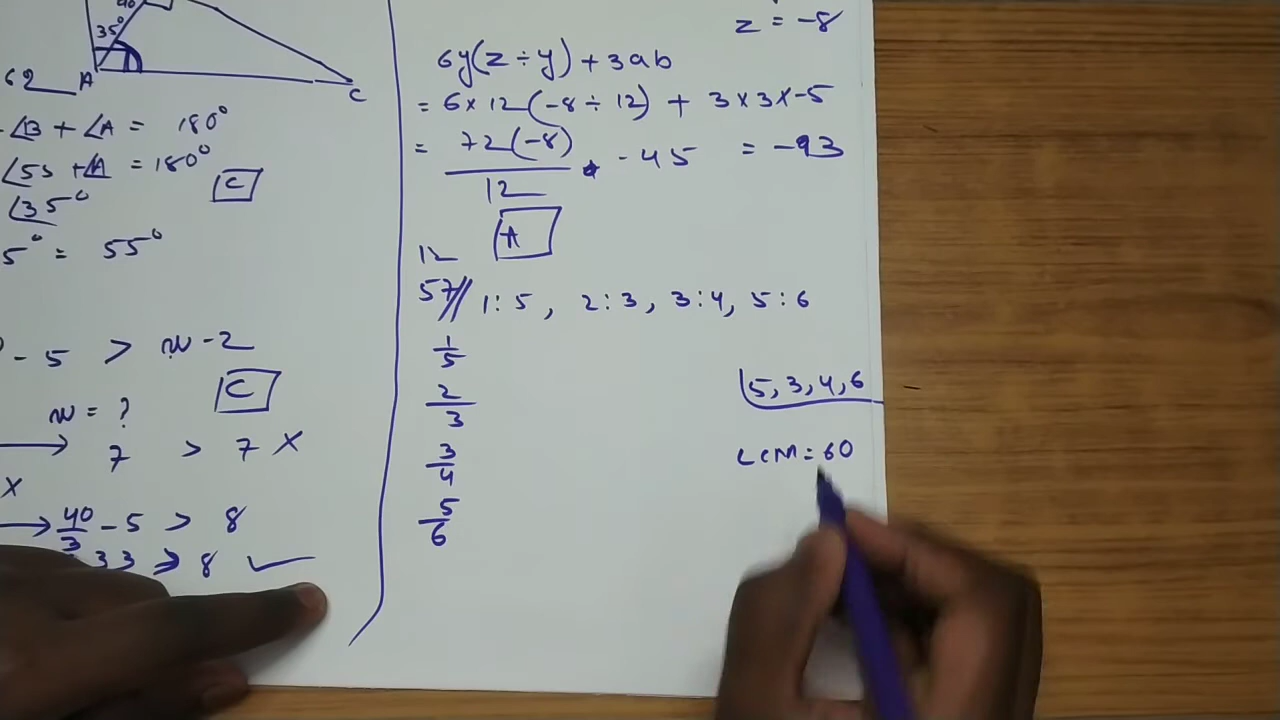 40
35°
62 A
C
-∠B + ∠A = 180°
∠55 + ∠A = 180°
∠35°
C
5° = 55°
- 5 > w - 2
C
w = ?
7 > 7 X
X
40/3 - 5 > 8
33 > 8 ✓
z = -8
6y(z ÷ y) + 3ab
= 6 × 12 (-8 ÷ 12) + 3 × 3 × -5
= 72(-8)/12 - 45 = -93
A
12
57// 1:5, 2:3, 3:4, 5:6
1/5
2/3
3/4
5/6
5, 3, 4, 6
LCM = 60